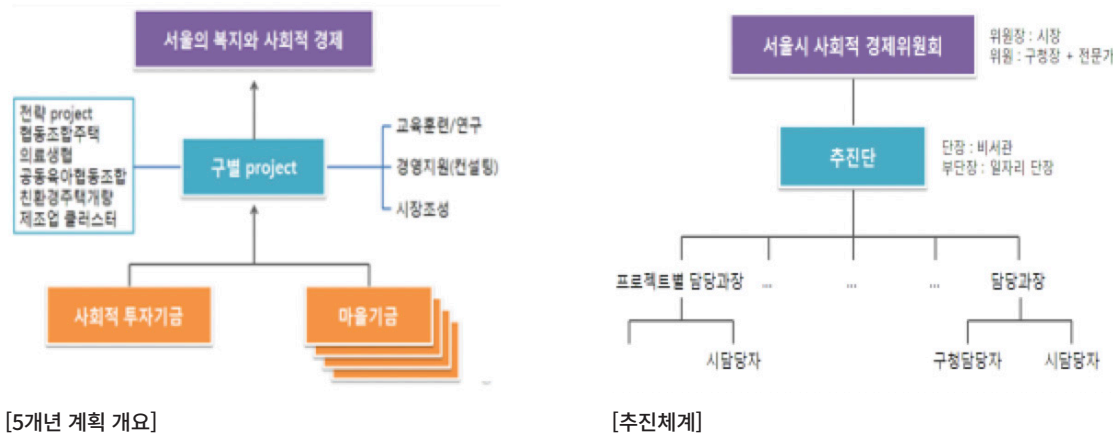 서울의 복지와 사회적 경제
전략 project
협동조합주택
의료생협
공동육아협동조합
친환경주택개량
제조업 클러스터
구별 project
교육훈련/연구
경영지원(컨설팅)
시장조성
사회적 투자기금
마을기금
[5개년 계획 개요]
서울시 사회적 경제위원회
위원장 : 시장
위원 : 구청장 + 전문가
추진단
단장 : 비서관
부단장 : 일자리 단장
프로젝트별 담당과장 ... ... ... 담당과장
시담당자 구청담당자 시담당자
[추진체계]